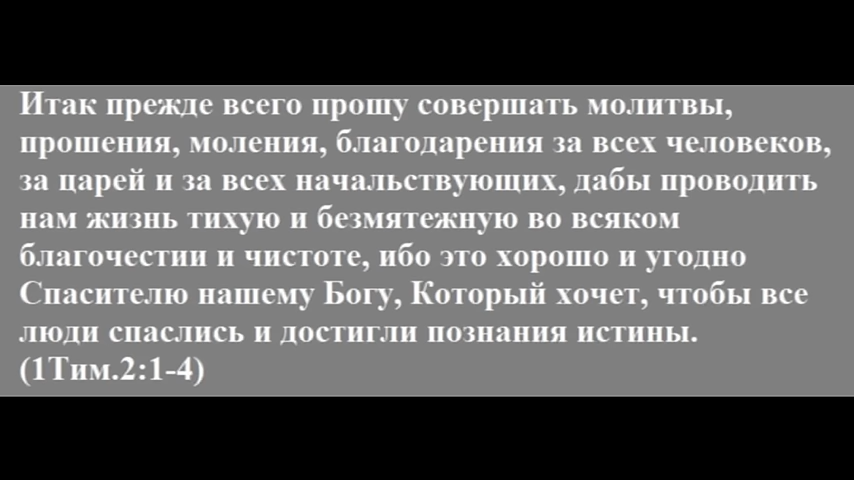 Итак прежде всего прошу совершать молитвы,
прошения, моления, благодарения за всех человеков,
за царей и за всех начальствующих, дабы проводить
нам жизнь тихую и безмятежную во всяком
благочестии и чистоте, ибо это хорошо и угодно
Спасителю нашему Богу, Который хочет, чтобы все
люди спаслись и достигли познания истины.
(1Тим.2:1-4)